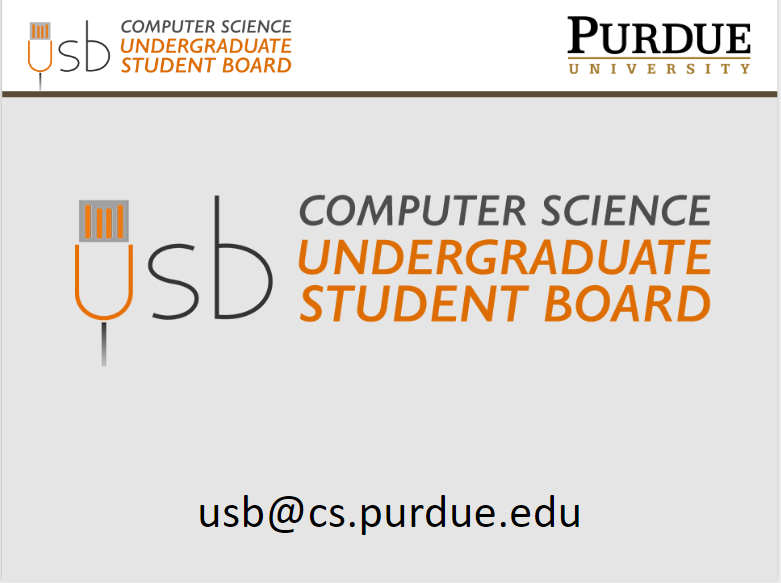 usb
COMPUTER SCIENCE
UNDERGRADUATE
STUDENT BOARD
PURDUE
UNIVERSITY
usb
COMPUTER SCIENCE
UNDERGRADUATE
STUDENT BOARD
usb@cs.purdue.edu